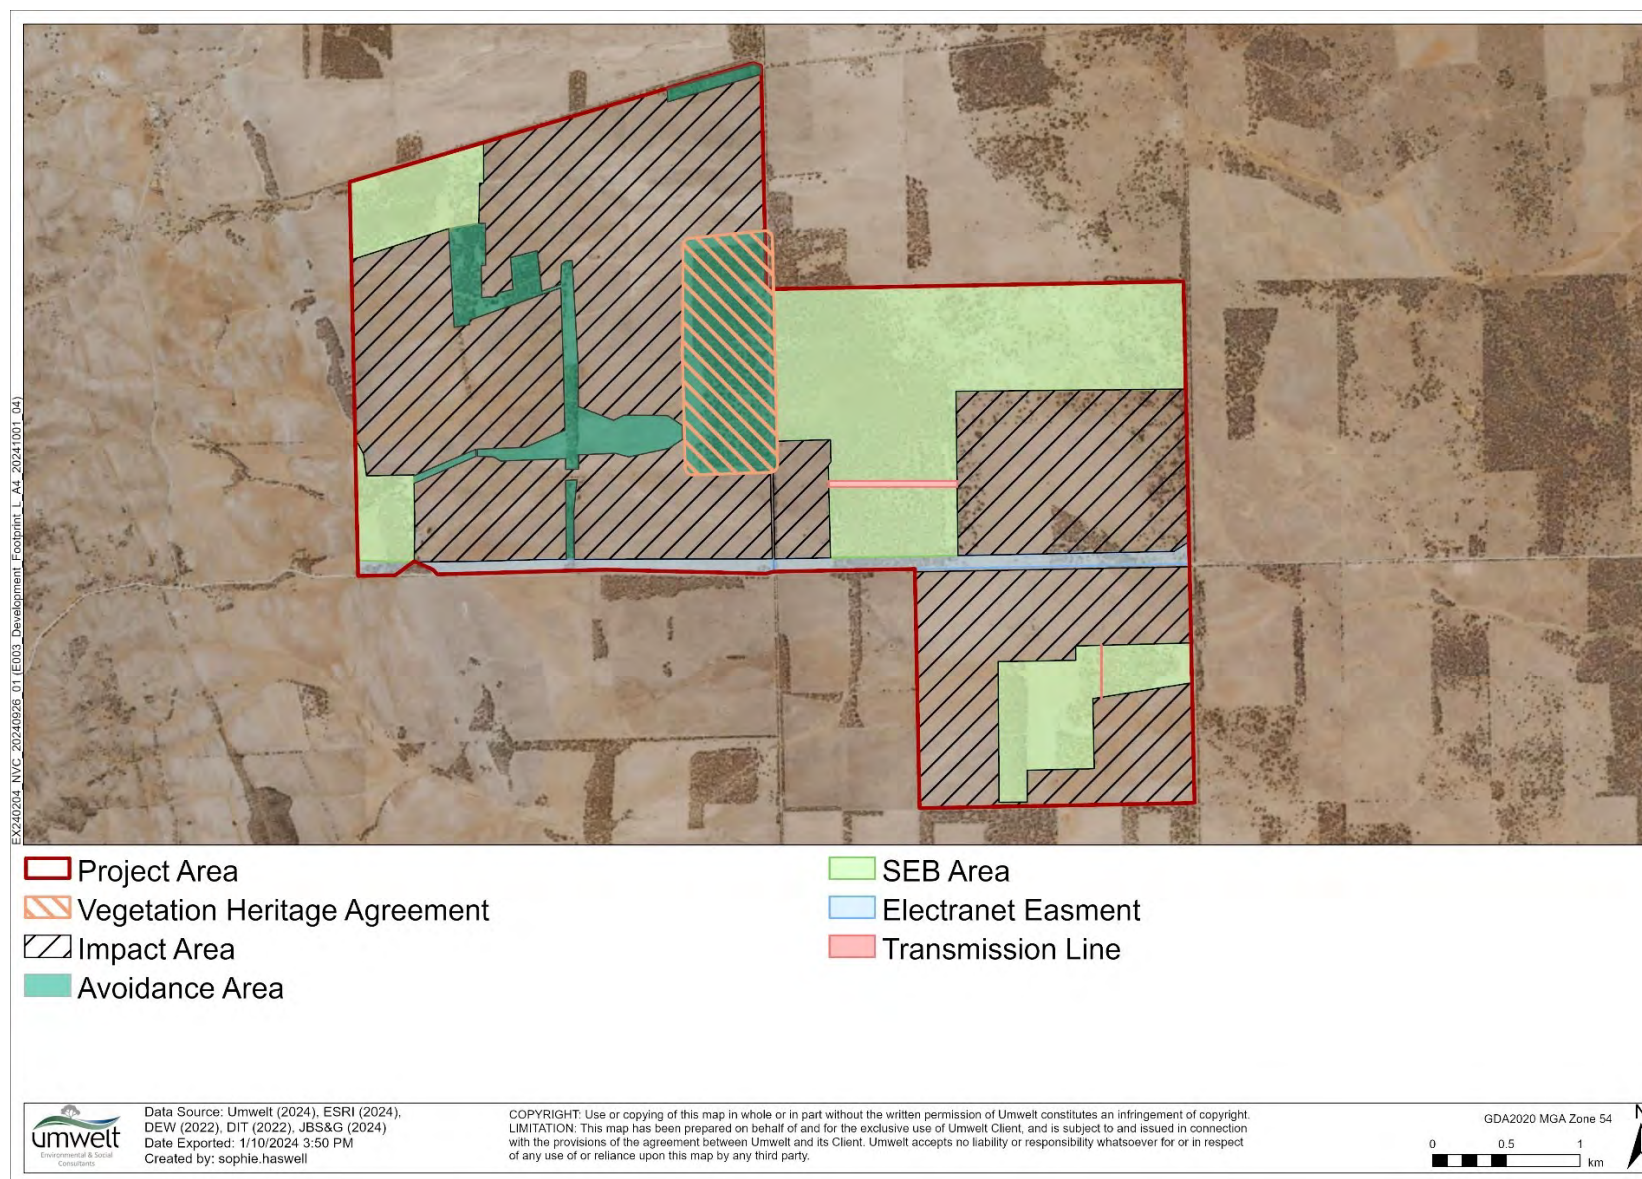 EX240204_NVC_20240926_01 (E003_Development_Footprint_L_A4_20241001_04)
Project Area
Vegetation Heritage Agreement
Impact Area
Avoidance Area
SEB Area
Electranet Easment
Transmission Line
umwelt
Environmental & Social
Consultants
Data Source: Umwelt (2024), ESRI (2024),
DEW (2022), DIT (2022), JBS&G (2024)
Date Exported: 1/10/2024 3:50 PM
Created by: sophie.haswell
COPYRIGHT: Use or copying of this map in whole or in part without the written permission of Umwelt constitutes an infringement of copyright.
LIMITATION: This map has been prepared on behalf of and for the exclusive use of Umwelt Client, and is subject to and issued in connection
with the provisions of the agreement between Umwelt and its Client. Umwelt accepts no liability or responsibility whatsoever for or in respect
of any use of or reliance upon this map by any third party.
GDA2020 MGA Zone 54
0 0.5 1
km
N